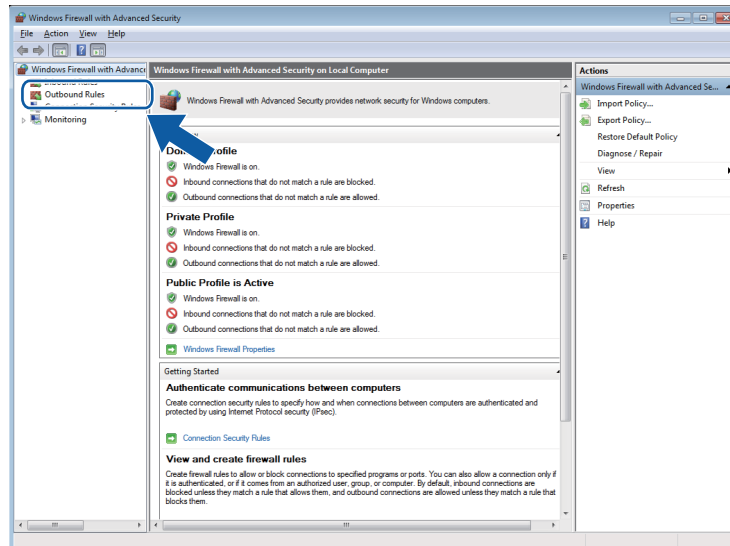 Windows Firewall with Advanced Security
File Action View Help
Windows Firewall with Advanc
Outbound Rules
Monitoring
Windows Firewall with Advanced Security on Local Computer
Windows Firewall with Advanced Security provides network security for Windows computers.
Windows Firewall is on.
Inbound connections that do not match a rule are blocked.
Outbound connections that do not match a rule are allowed.
Private Profile
Windows Firewall is on.
Inbound connections that do not match a rule are blocked.
Outbound connections that do not match a rule are allowed.
Public Profile is Active
Windows Firewall is on.
Inbound connections that do not match a rule are blocked.
Outbound connections that do not match a rule are allowed.
Windows Firewall Properties
Getting Started
Authenticate communications between computers
Create connection security rules to specify how and when connections between computers are authenticated and
protected by using Internet Protocol security (IPsec).
Connection Security Rules
View and create firewall rules
Create firewall rules to allow or block connections to specified programs or ports. You can also allow a connection only if
it is authenticated, or if it comes from an authorized user, group, or computer. By default, inbound connections are
blocked unless they match a rule that allows them, and outbound connections are allowed unless they match a rule that
blocks them.
Actions
Windows Firewall with Advanced Se...
Import Policy...
Export Policy...
Restore Default Policy
Diagnose / Repair
View
Refresh
Properties
Help